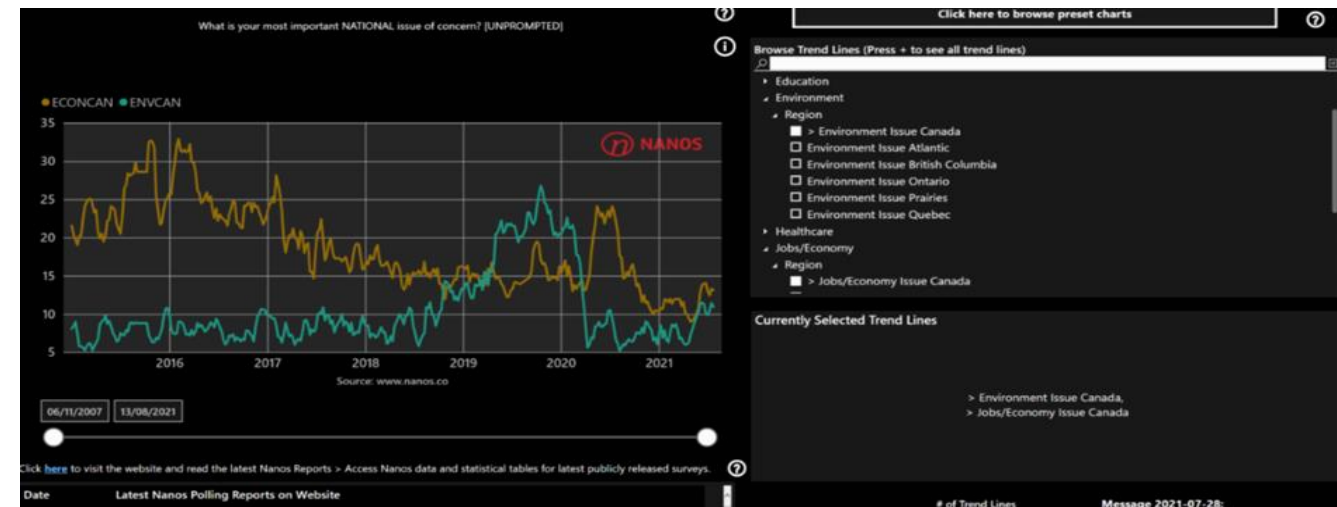 What is your most important NATIONAL issue of concern? [UNPROMPTED]
ECONCAN ENVCAN
35
30
25
20
15
10
5
NANOS
2016 2017 2018 2019 2020 2021
Source: www.nanos.co
06/11/2007 13/08/2021
Click here to visit the website and read the latest Nanos Reports > Access Nanos data and statistical tables for latest publicly released surveys.
Date Latest Nanos Polling Reports on Website
Click here to browse preset charts
Browse Trend Lines (Press + to see all trend lines)
Education
Environment
Region
> Environment Issue Canada
Environment Issue Atlantic
Environment Issue British Columbia
Environment Issue Ontario
Environment Issue Prairies
Environment Issue Quebec
Healthcare
Jobs/Economy
Region
> Jobs/Economy Issue Canada
Currently Selected Trend Lines
> Environment Issue Canada,
> Jobs/Economy Issue Canada
# of Trend Lines Message 2021-07-28: